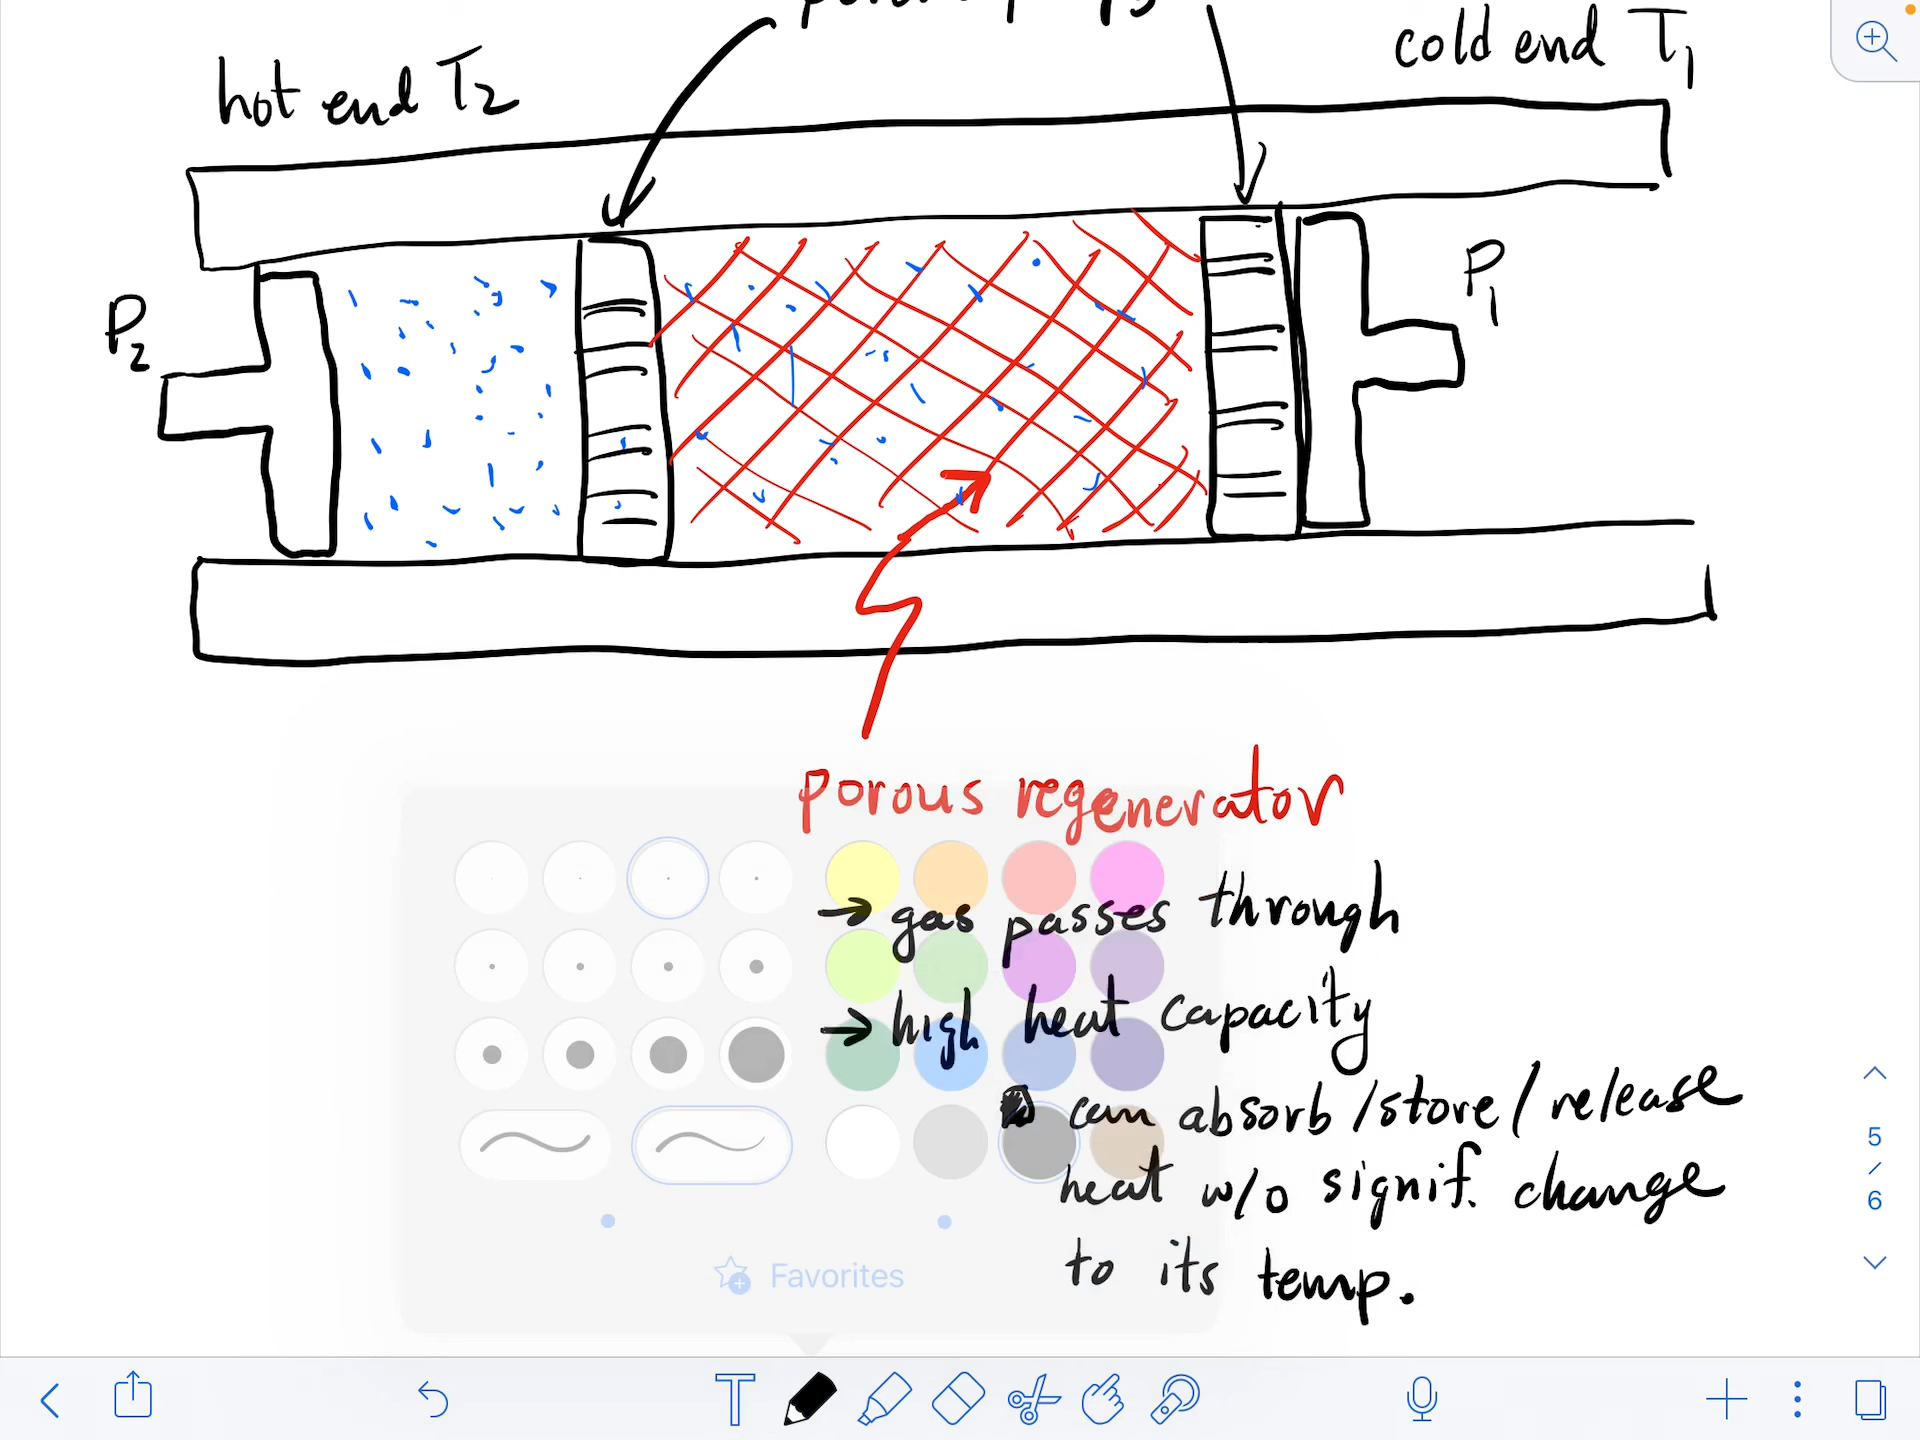 cold end T1
hot end T2
P2
P1
porous regenerator
→ gas passes through
→ high heat capacity
can absorb/store/release
heat w/o signif. change
to its temp.
Favorites
5
/
6
T